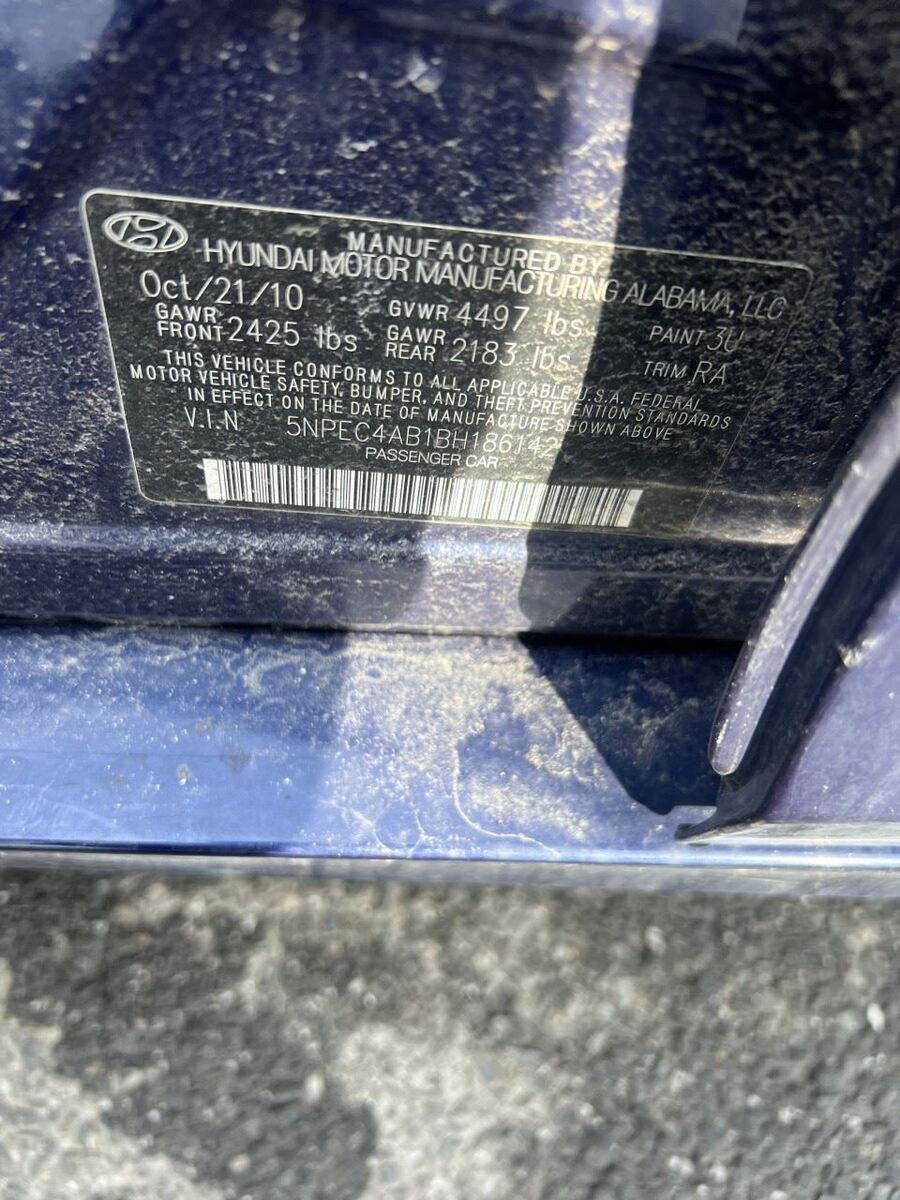 MANUFACTURED BY
HYUNDAI MOTOR MANUFACTURING ALABAMA, LLC
Oct/21/10 GVWR 4497 lbs PAINT 3U
GAWR FRONT 2425 lbs GAWR REAR 2183 lbs TRIM RA
THIS VEHICLE CONFORMS TO ALL APPLICABLE U.S.A. FEDERAL
MOTOR VEHICLE SAFETY, BUMPER, AND THEFT PREVENTION STANDARDS
IN EFFECT ON THE DATE OF MANUFACTURE SHOWN ABOVE
V.I.N 5NPEC4AB1BH186142
PASSENGER CAR